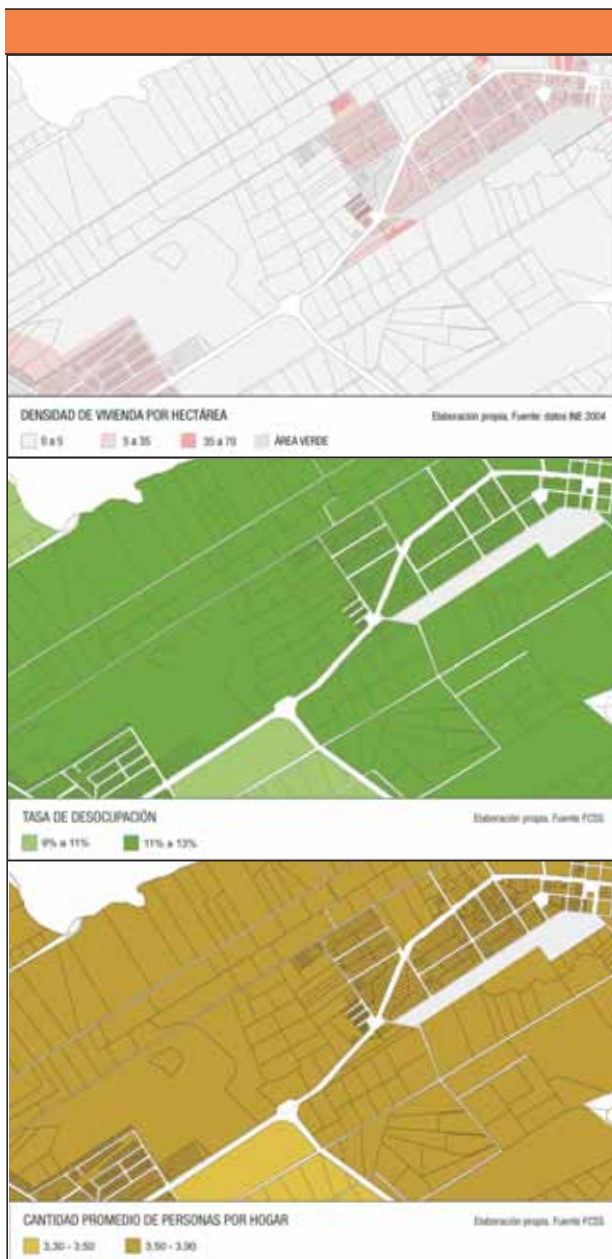 DENSIDAD DE VIVIENDA POR HECTÁREA
Elaboración propia. Fuente: datos INE 2004
0 a 5
5 a 35
35 a 70
ÁREA VERDE
TASA DE DESOCUPACIÓN
Elaboración propia. Fuente FCSS
9% a 11%
11% a 13%
CANTIDAD PROMEDIO DE PERSONAS POR HOGAR
Elaboración propia. Fuente FCSS
3.30 - 3.50
3.50 - 3.90